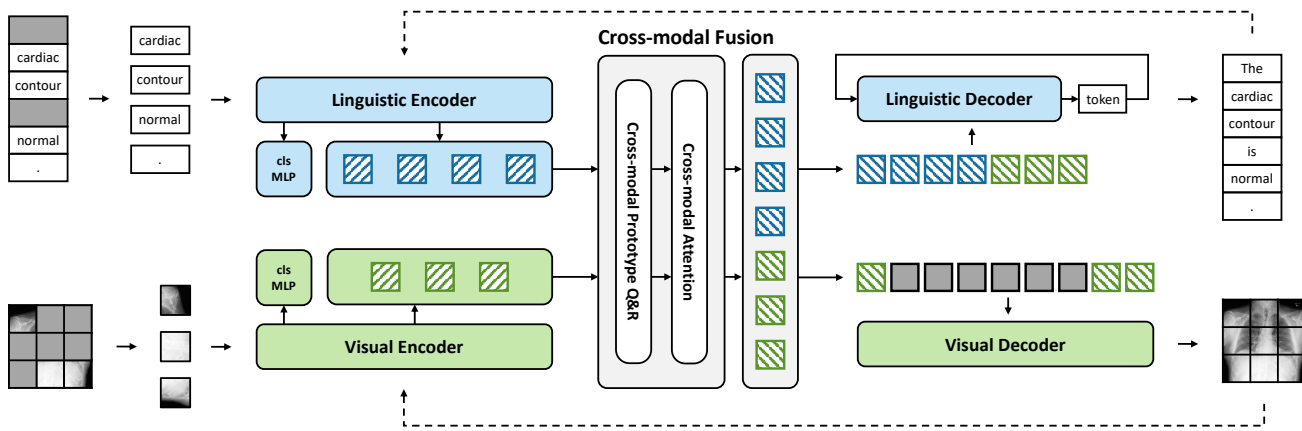 cardiac
contour
normal
.
cardiac
contour
normal
.
Linguistic Encoder
cls
MLP
cls
MLP
Visual Encoder
Cross-modal Fusion
Cross-modal Prototype Q&R
Cross-modal Attention
Linguistic Decoder
token
Visual Decoder
The
cardiac
contour
is
normal
.